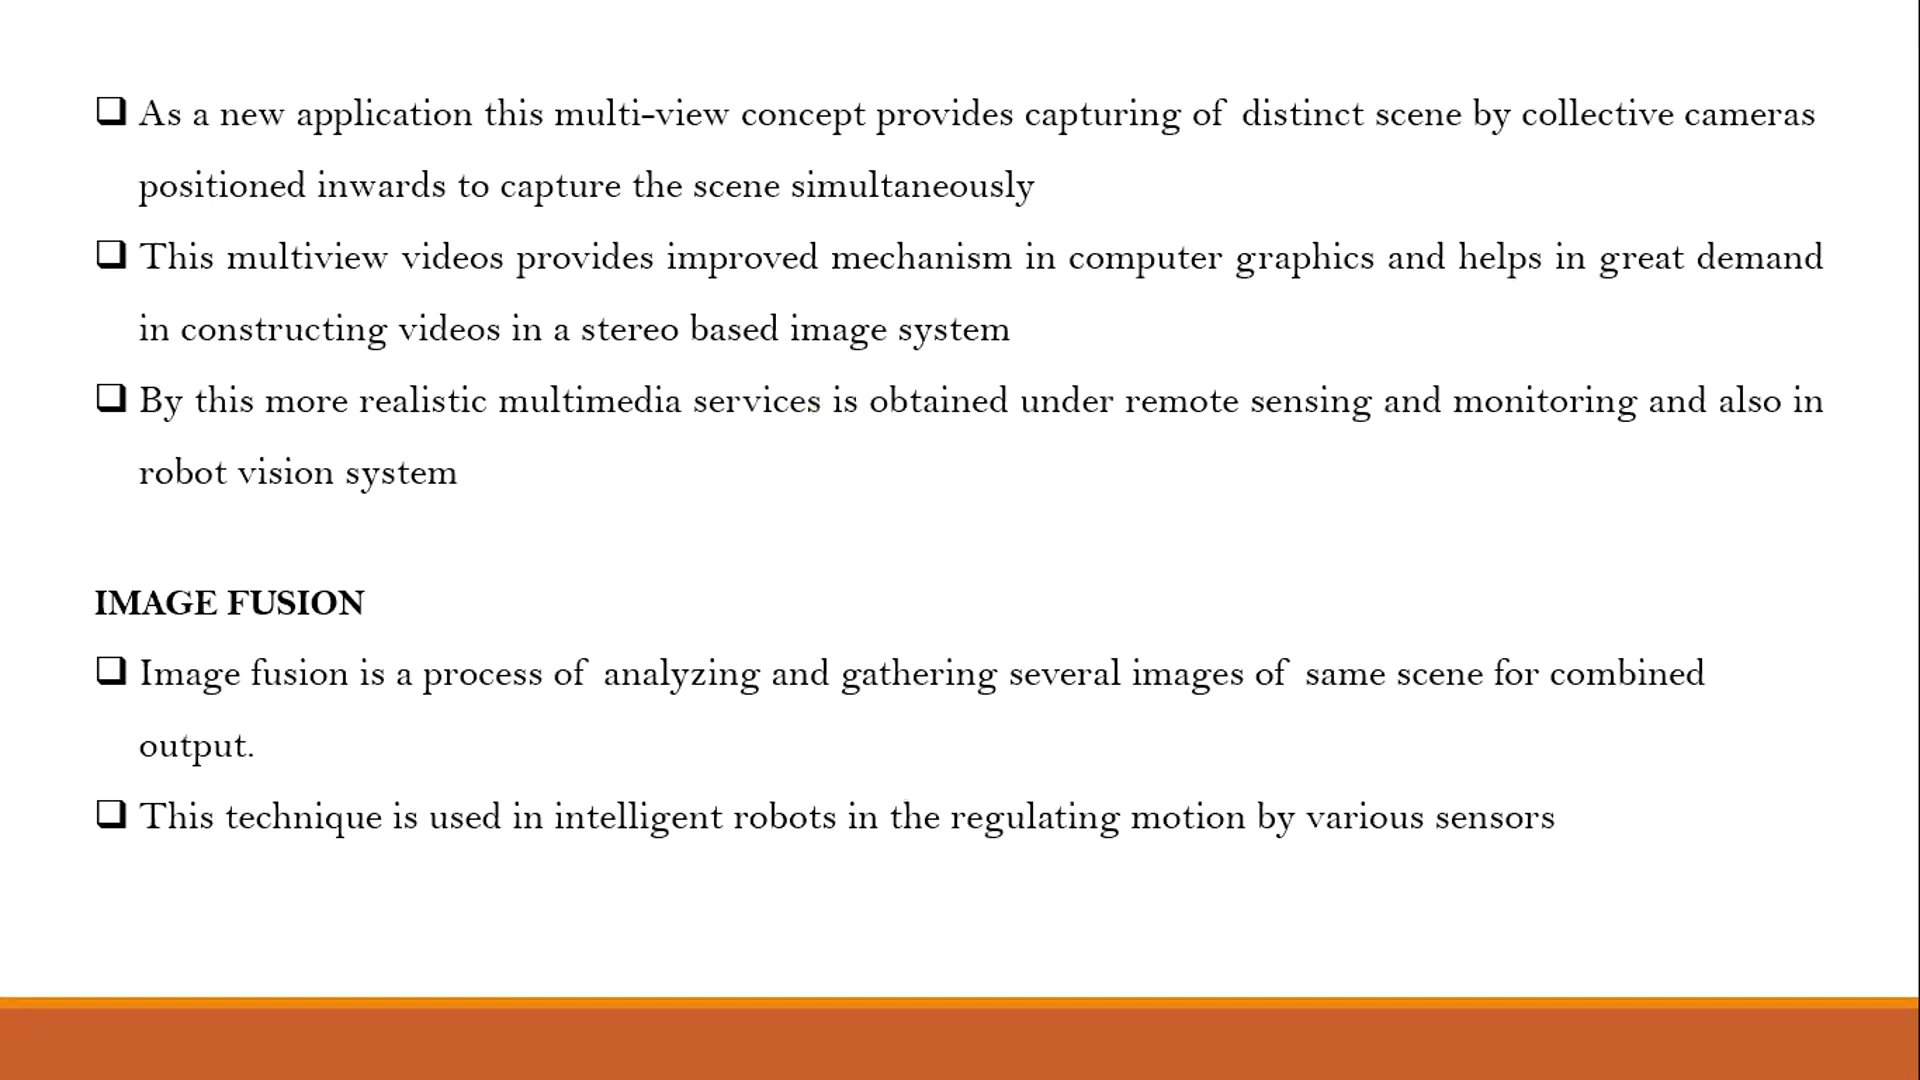 ❑ As a new application this multi-view concept provides capturing of distinct scene by collective cameras
positioned inwards to capture the scene simultaneously
❑ This multiview videos provides improved mechanism in computer graphics and helps in great demand
in constructing videos in a stereo based image system
❑ By this more realistic multimedia services is obtained under remote sensing and monitoring and also in
robot vision system
IMAGE FUSION
❑ Image fusion is a process of analyzing and gathering several images of same scene for combined
output.
❑ This technique is used in intelligent robots in the regulating motion by various sensors